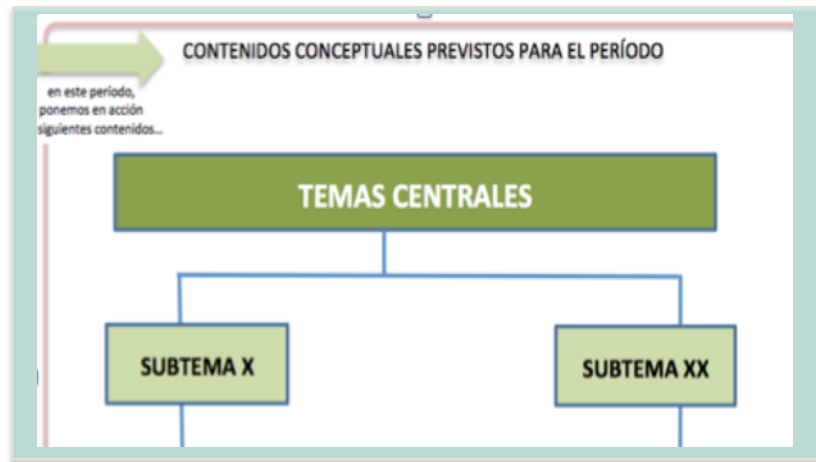 CONTENIDOS CONCEPTUALES PREVISTOS PARA EL PERÍODO
en este período,
ponemos en acción
siguientes contenidos...
TEMAS CENTRALES
SUBTEMA X
SUBTEMA XX